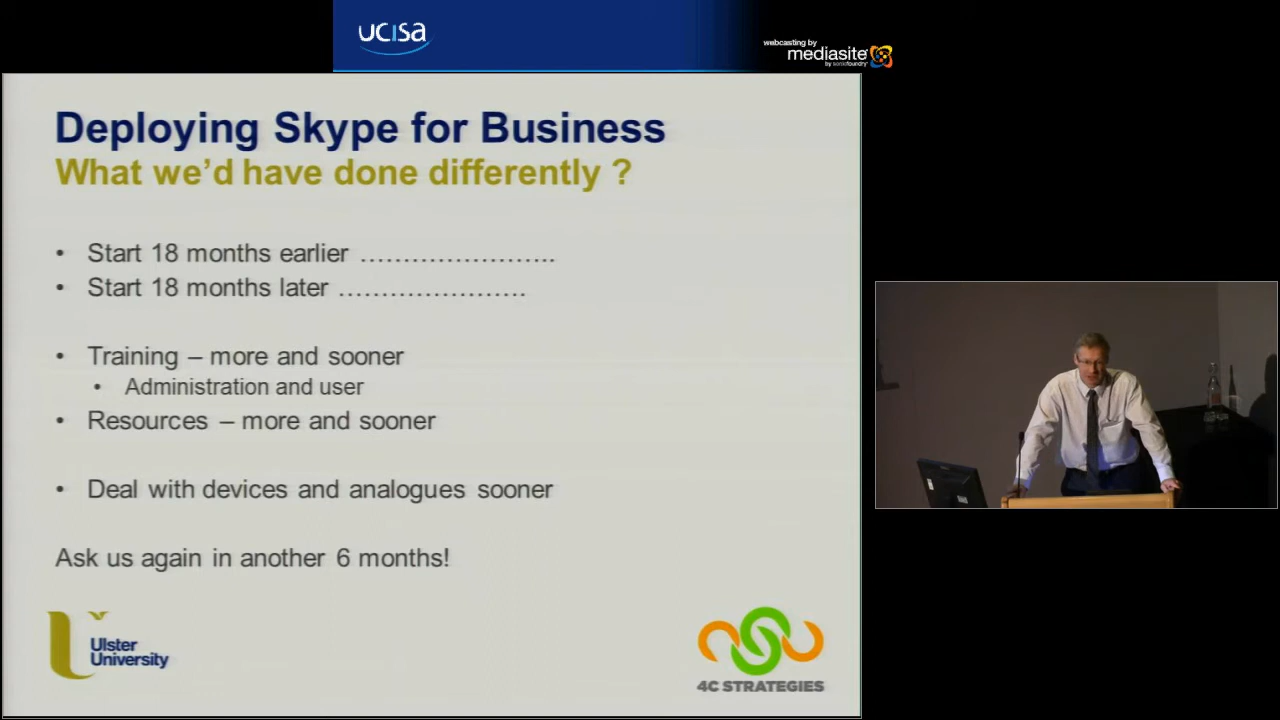 ucisa
webcasting by
mediasite
by sonicfoundry
Deploying Skype for Business
What we'd have done differently ?
• Start 18 months earlier …………………..
• Start 18 months later ………………….
• Training – more and sooner
• Administration and user
• Resources – more and sooner
• Deal with devices and analogues sooner
Ask us again in another 6 months!
Ulster
University
4C STRATEGIES